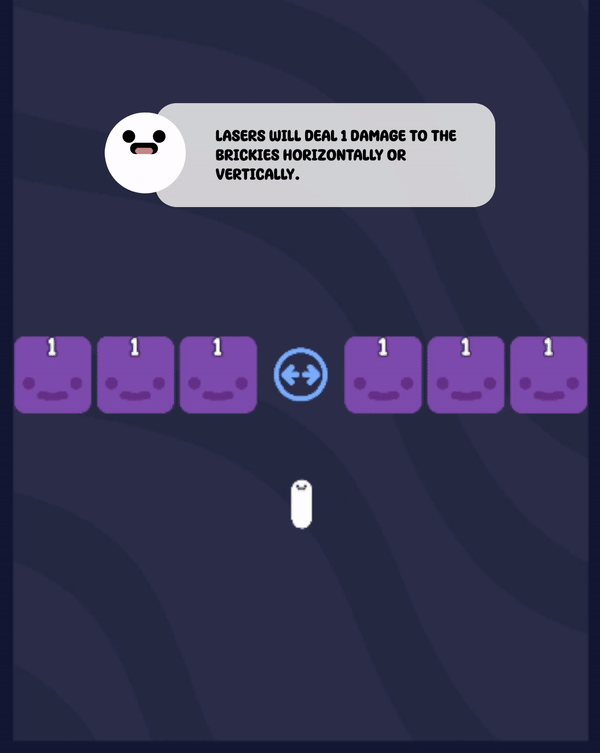 LASERS WILL DEAL 1 DAMAGE TO THE
BRICKIES HORIZONTALLY OR
VERTICALLY.
1 1 1 1 1 1